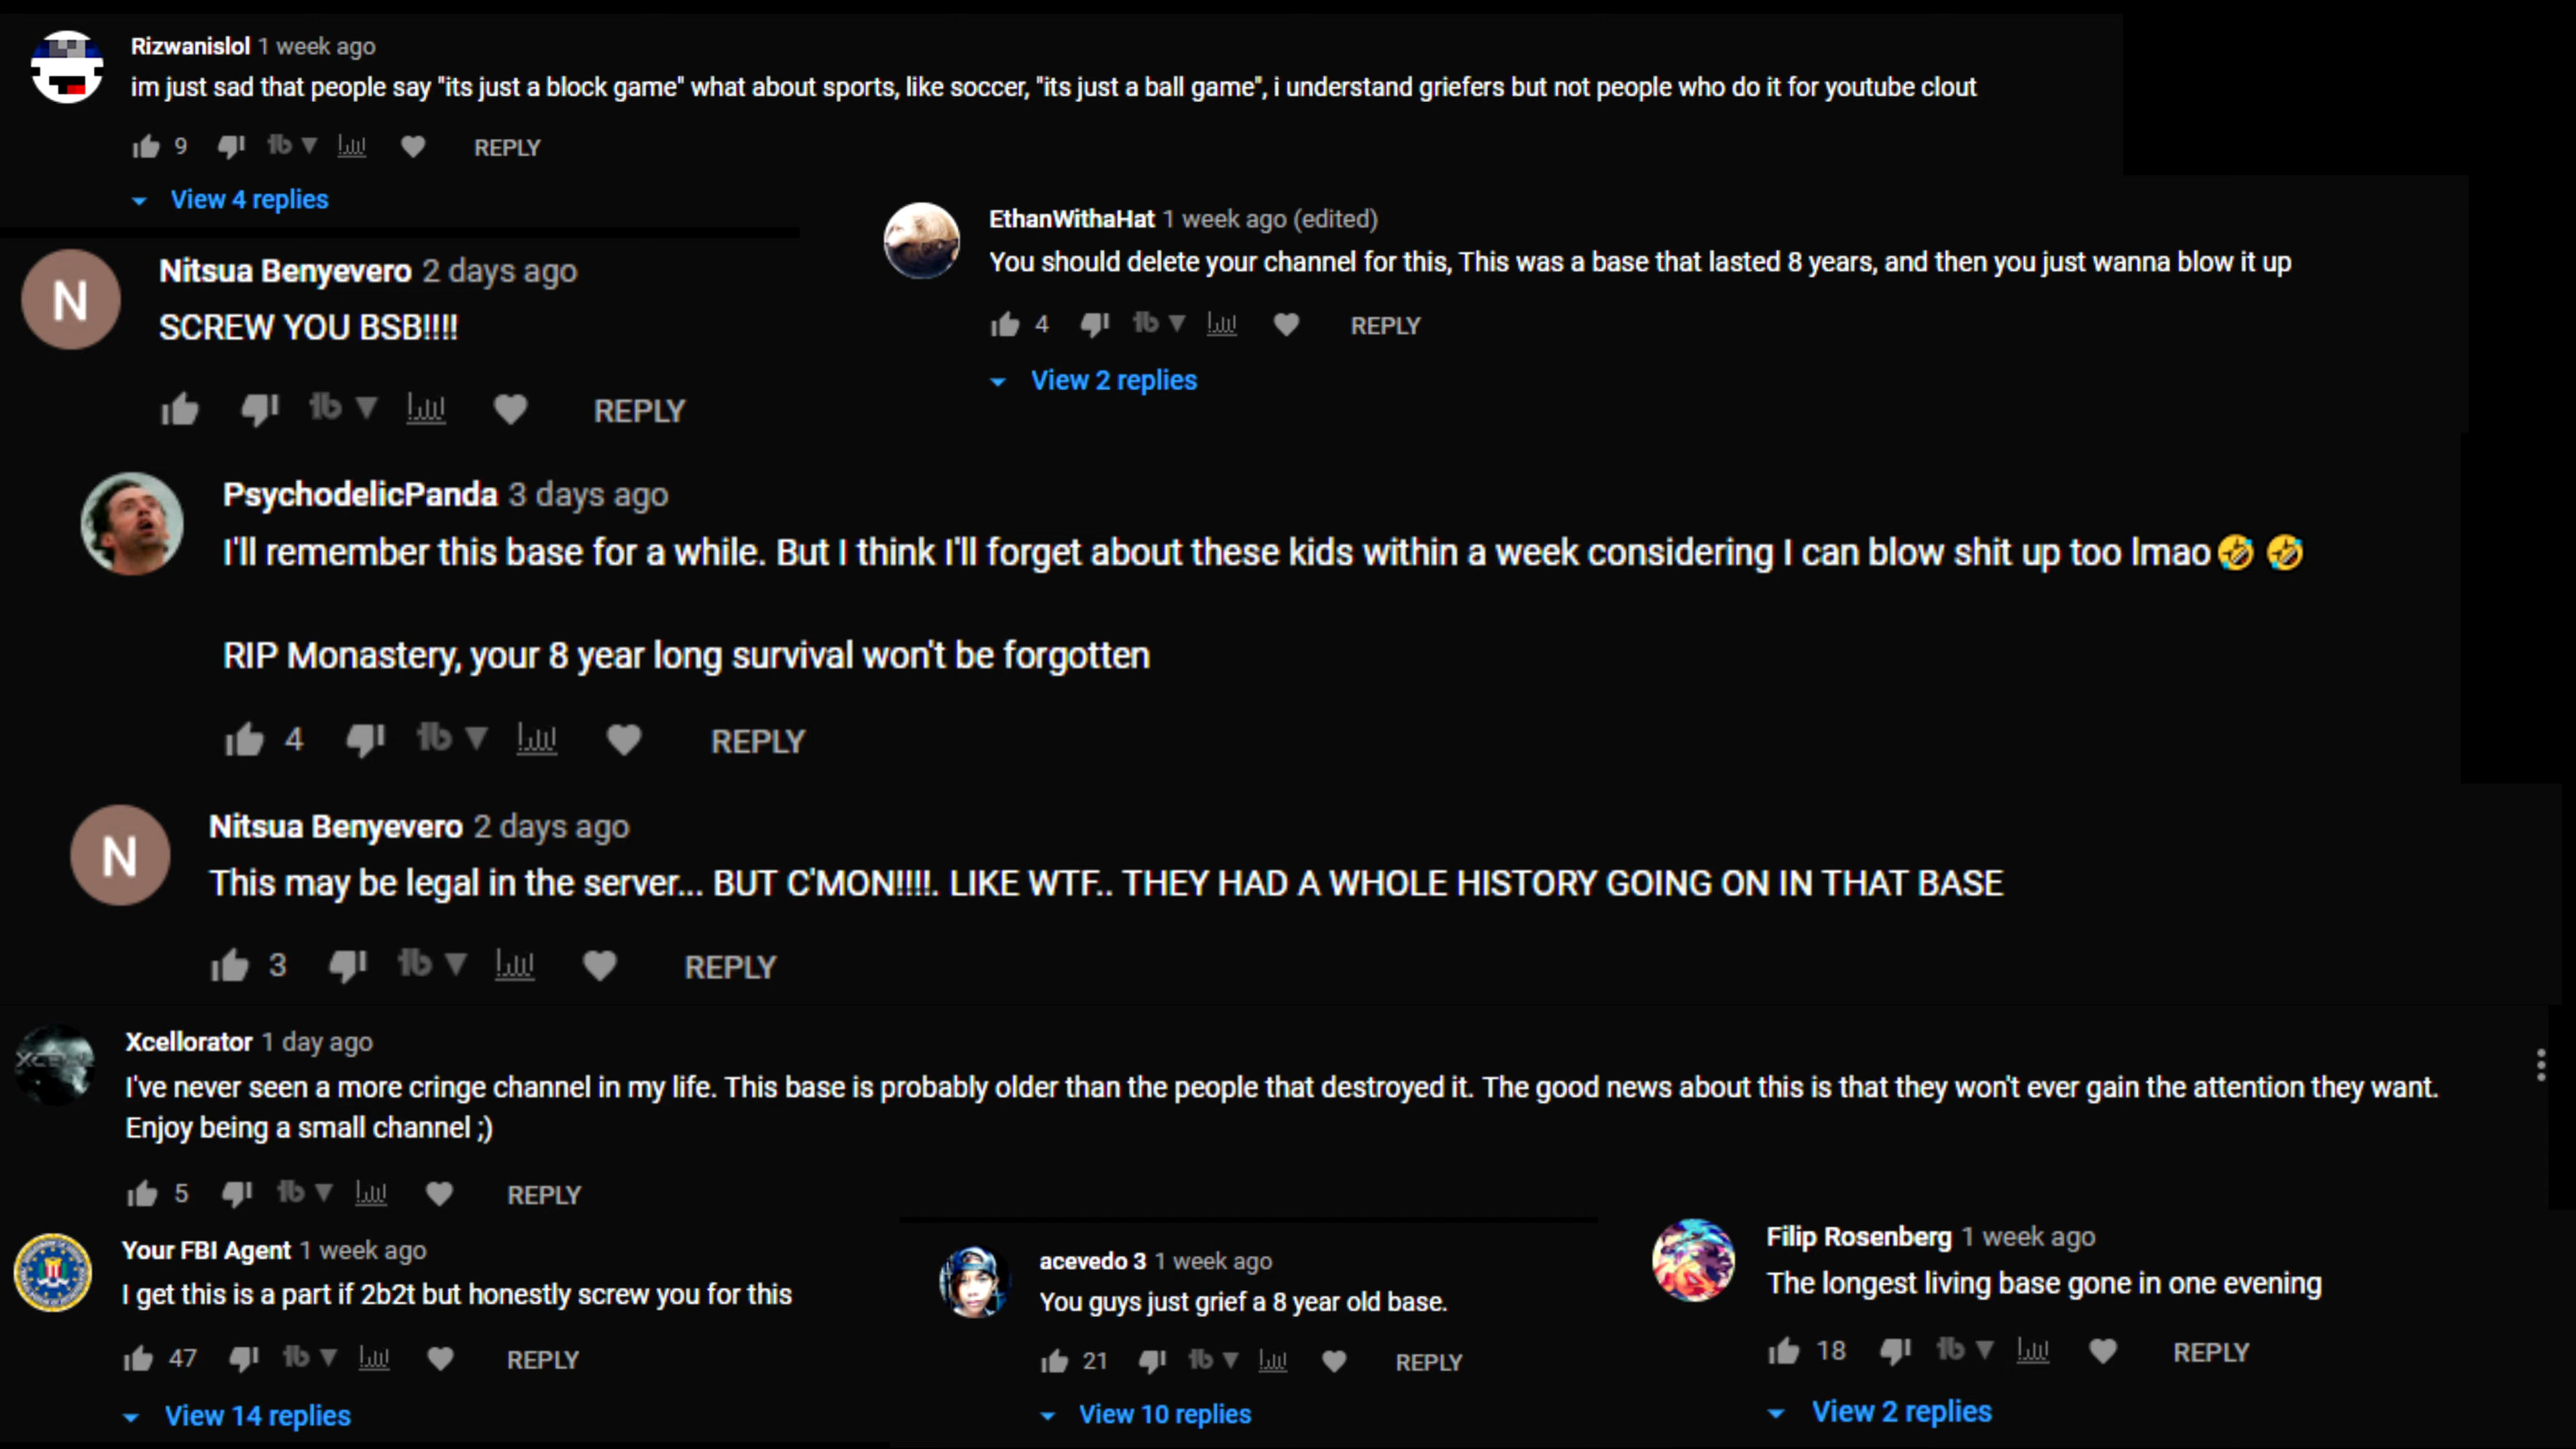 Rizwanislol 1 week ago
im just sad that people say "its just a block game" what about sports, like soccer, "its just a ball game", i understand griefers but not people who do it for youtube clout
9 REPLY
View 4 replies
EthanWithaHat 1 week ago (edited)
You should delete your channel for this, This was a base that lasted 8 years, and then you just wanna blow it up
4 REPLY
View 2 replies
N
Nitsua Benyevero 2 days ago
SCREW YOU BSB!!!!
REPLY
PsychodelicPanda 3 days ago
I'll remember this base for a while. But I think I'll forget about these kids within a week considering I can blow shit up too lmao🤣 🤣
RIP Monastery, your 8 year long survival won't be forgotten
4 REPLY
N
Nitsua Benyevero 2 days ago
This may be legal in the server... BUT C'MON!!!!. LIKE WTF.. THEY HAD A WHOLE HISTORY GOING ON IN THAT BASE
3 REPLY
Xcellorator 1 day ago
I've never seen a more cringe channel in my life. This base is probably older than the people that destroyed it. The good news about this is that they won't ever gain the attention they want.
Enjoy being a small channel ;)
5 REPLY
Your FBI Agent 1 week ago
I get this is a part if 2b2t but honestly screw you for this
47 REPLY
View 14 replies
acevedo 3 1 week ago
You guys just grief a 8 year old base.
21 REPLY
View 10 replies
Filip Rosenberg 1 week ago
The longest living base gone in one evening
18 REPLY
View 2 replies